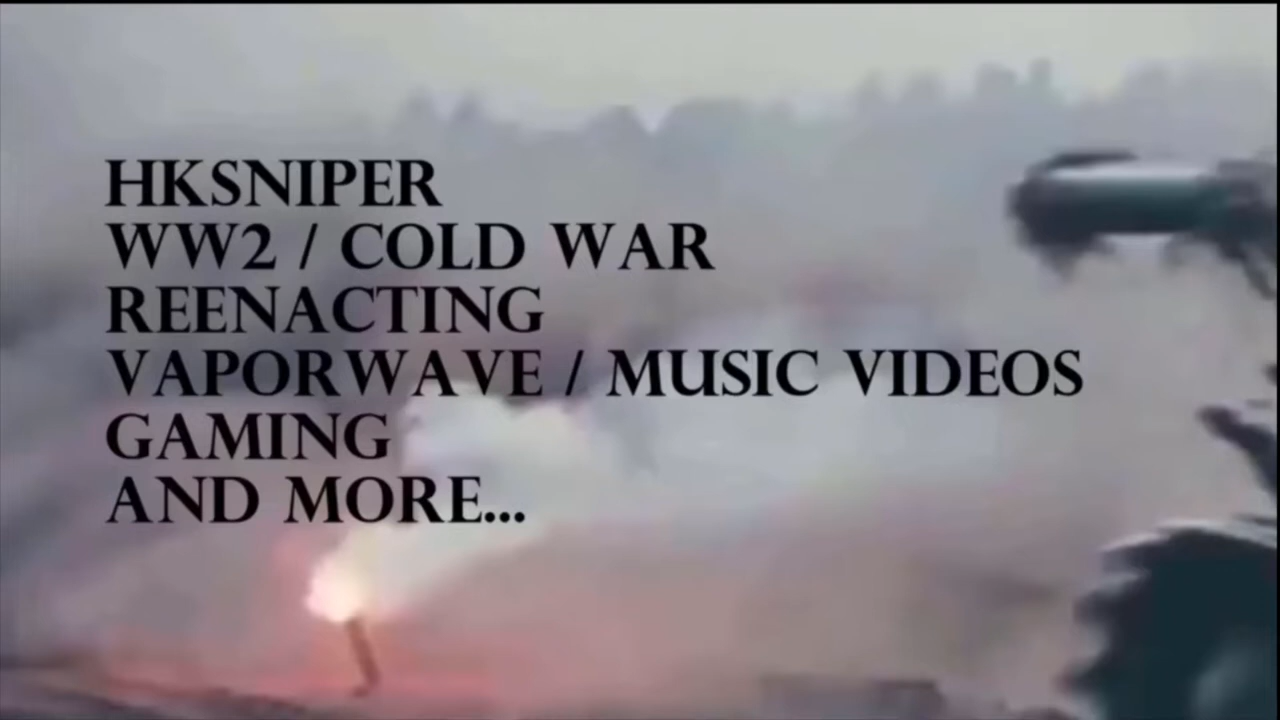 HKSNIPER
WW2 / COLD WAR
REENACTING
VAPORWAVE / MUSIC VIDEOS
GAMING
AND MORE...